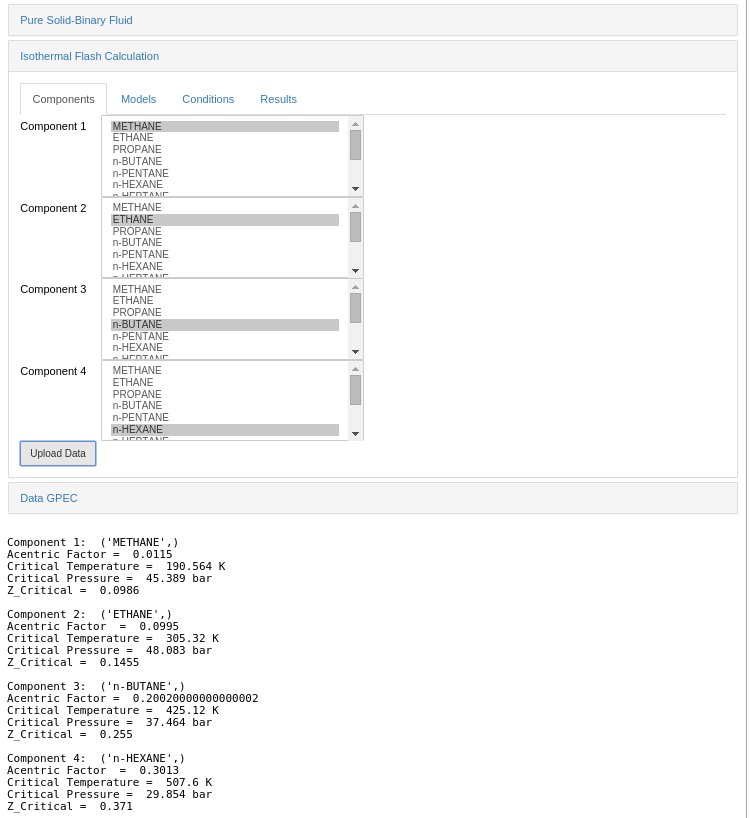 Pure Solid-Binary Fluid
Isothermal Flash Calculation
Components Models Conditions Results
Component 1
METHANE
ETHANE
PROPANE
n-BUTANE
n-PENTANE
n-HEXANE
n-HEPTANE
Component 2
METHANE
ETHANE
PROPANE
n-BUTANE
n-PENTANE
n-HEXANE
n-HEPTANE
Component 3
METHANE
ETHANE
PROPANE
n-BUTANE
n-PENTANE
n-HEXANE
n-HEPTANE
Component 4
METHANE
ETHANE
PROPANE
n-BUTANE
n-PENTANE
n-HEXANE
n-HEPTANE
Upload Data
Data GPEC
Component 1:  ('METHANE',)
Acentric Factor =  0.0115
Critical Temperature =  190.564 K
Critical Pressure =  45.389 bar
Z_Critical =  0.0986
Component 2:  ('ETHANE',)
Acentric Factor  =  0.0995
Critical Temperature =  305.32 K
Critical Pressure =  48.083 bar
Z_Critical =  0.1455
Component 3:  ('n-BUTANE',)
Acentric Factor =  0.20020000000000002
Critical Temperature =  425.12 K
Critical Pressure =  37.464 bar
Z_Critical =  0.255
Component 4:  ('n-HEXANE',)
Acentric Factor  =  0.3013
Critical Temperature =  507.6 K
Critical Pressure =  29.854 bar
Z_Critical =  0.371